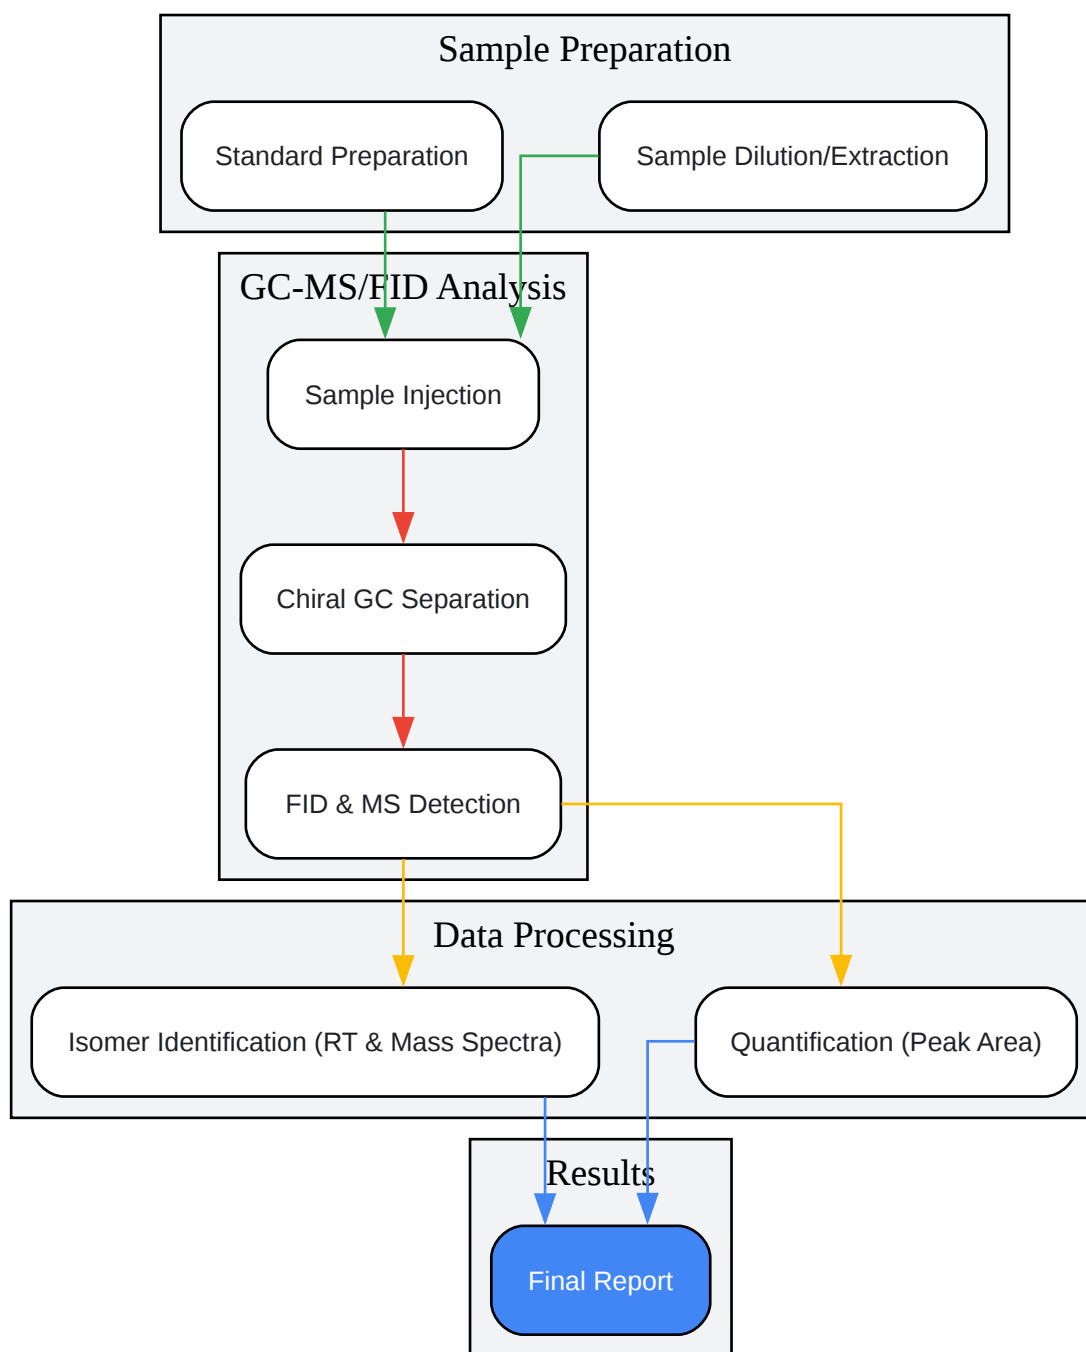 Sample Preparation
Standard Preparation
Sample Dilution/Extraction
GC-MS/FID Analysis
Sample Injection
Chiral GC Separation
FID & MS Detection
Data Processing
Isomer Identification (RT & Mass Spectra)
Quantification (Peak Area)
Results
Final Report